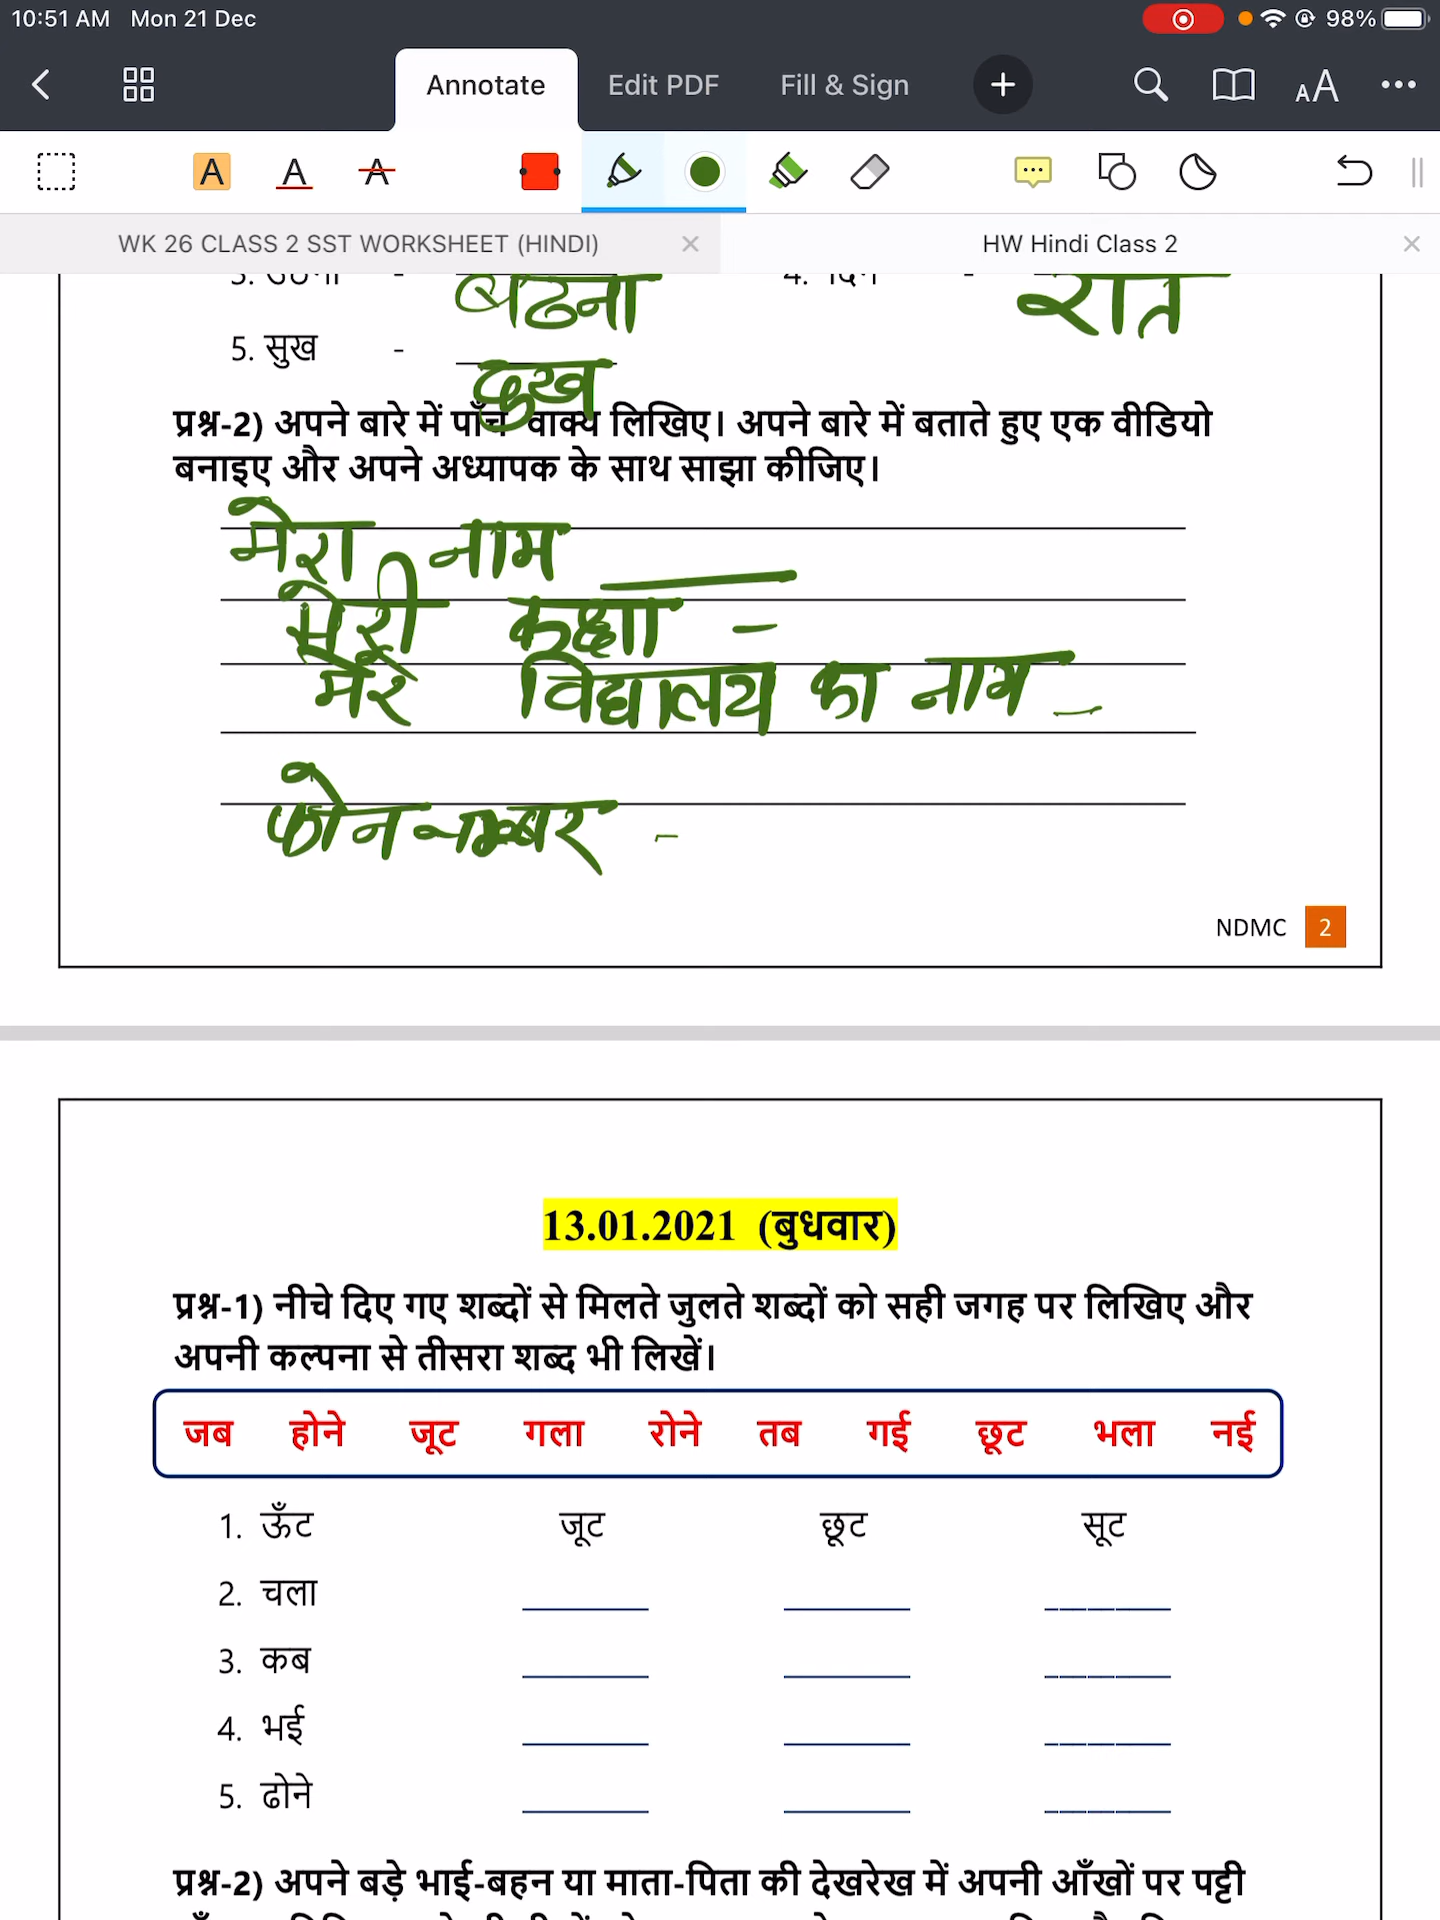 10:51 AM Mon 21 Dec 98%
Annotate Edit PDF Fill & Sign
WK 26 CLASS 2 SST WORKSHEET (HINDI) HW Hindi Class 2
रात
5. सुख - दुख
प्रश्न-2) अपने बारे में पाँच वाक्य लिखिए। अपने बारे में बताते हुए एक वीडियो
बनाइए और अपने अध्यापक के साथ साझा कीजिए।
मेरा नाम
मेरी कक्षा -
मेरे विद्यालय का नाम -
फोन नम्बर -
NDMC 2
13.01.2021 (बुधवार)
प्रश्न-1) नीचे दिए गए शब्दों से मिलते जुलते शब्दों को सही जगह पर लिखिए और
अपनी कल्पना से तीसरा शब्द भी लिखें।
जब होने जूट गला रोने तब गई छूट भला नई
1. ऊँट जूट छूट सूट
2. चला
3. कब
4. भई
5. ढोने
प्रश्न-2) अपने बड़े भाई-बहन या माता-पिता की देखरेख में अपनी आँखों पर पट्टी